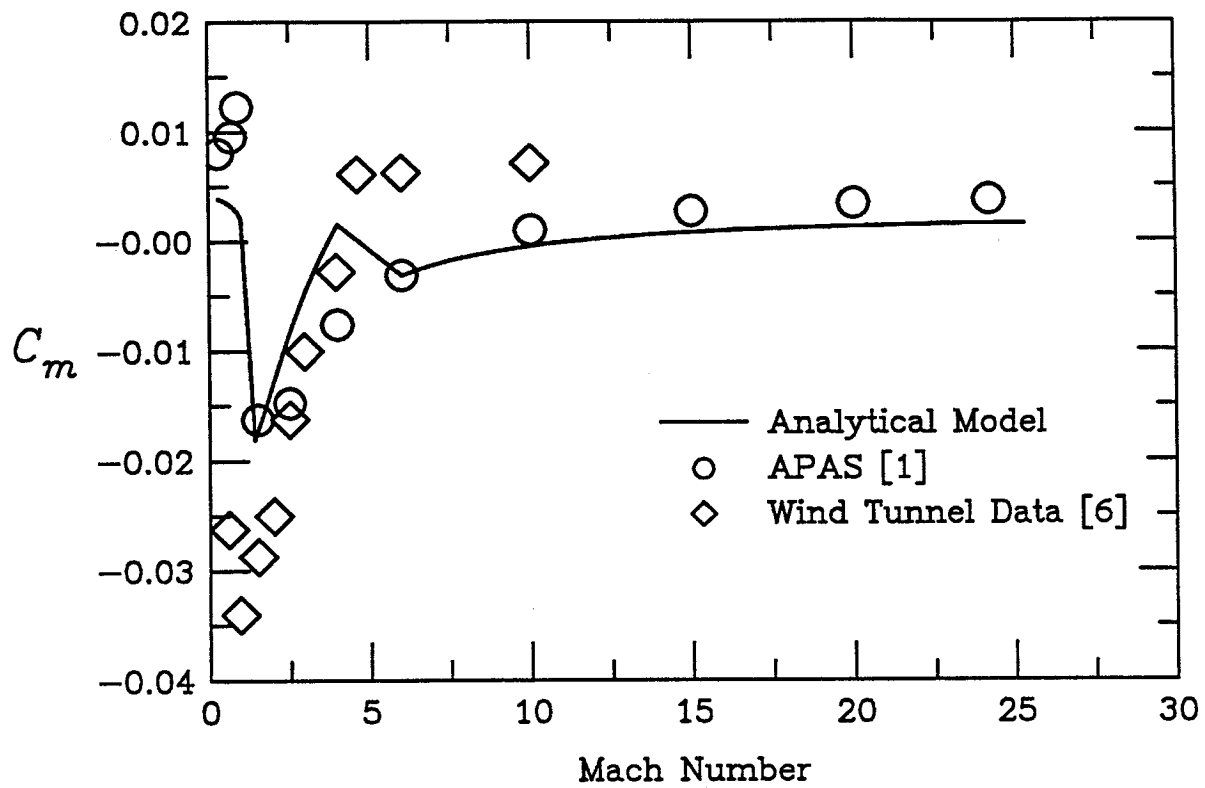 0.02
0.01
−0.00
−0.01
−0.02
−0.03
−0.04
C_m
Analytical Model
APAS [1]
Wind Tunnel Data [6]
0 5 10 15 20 25 30
Mach Number